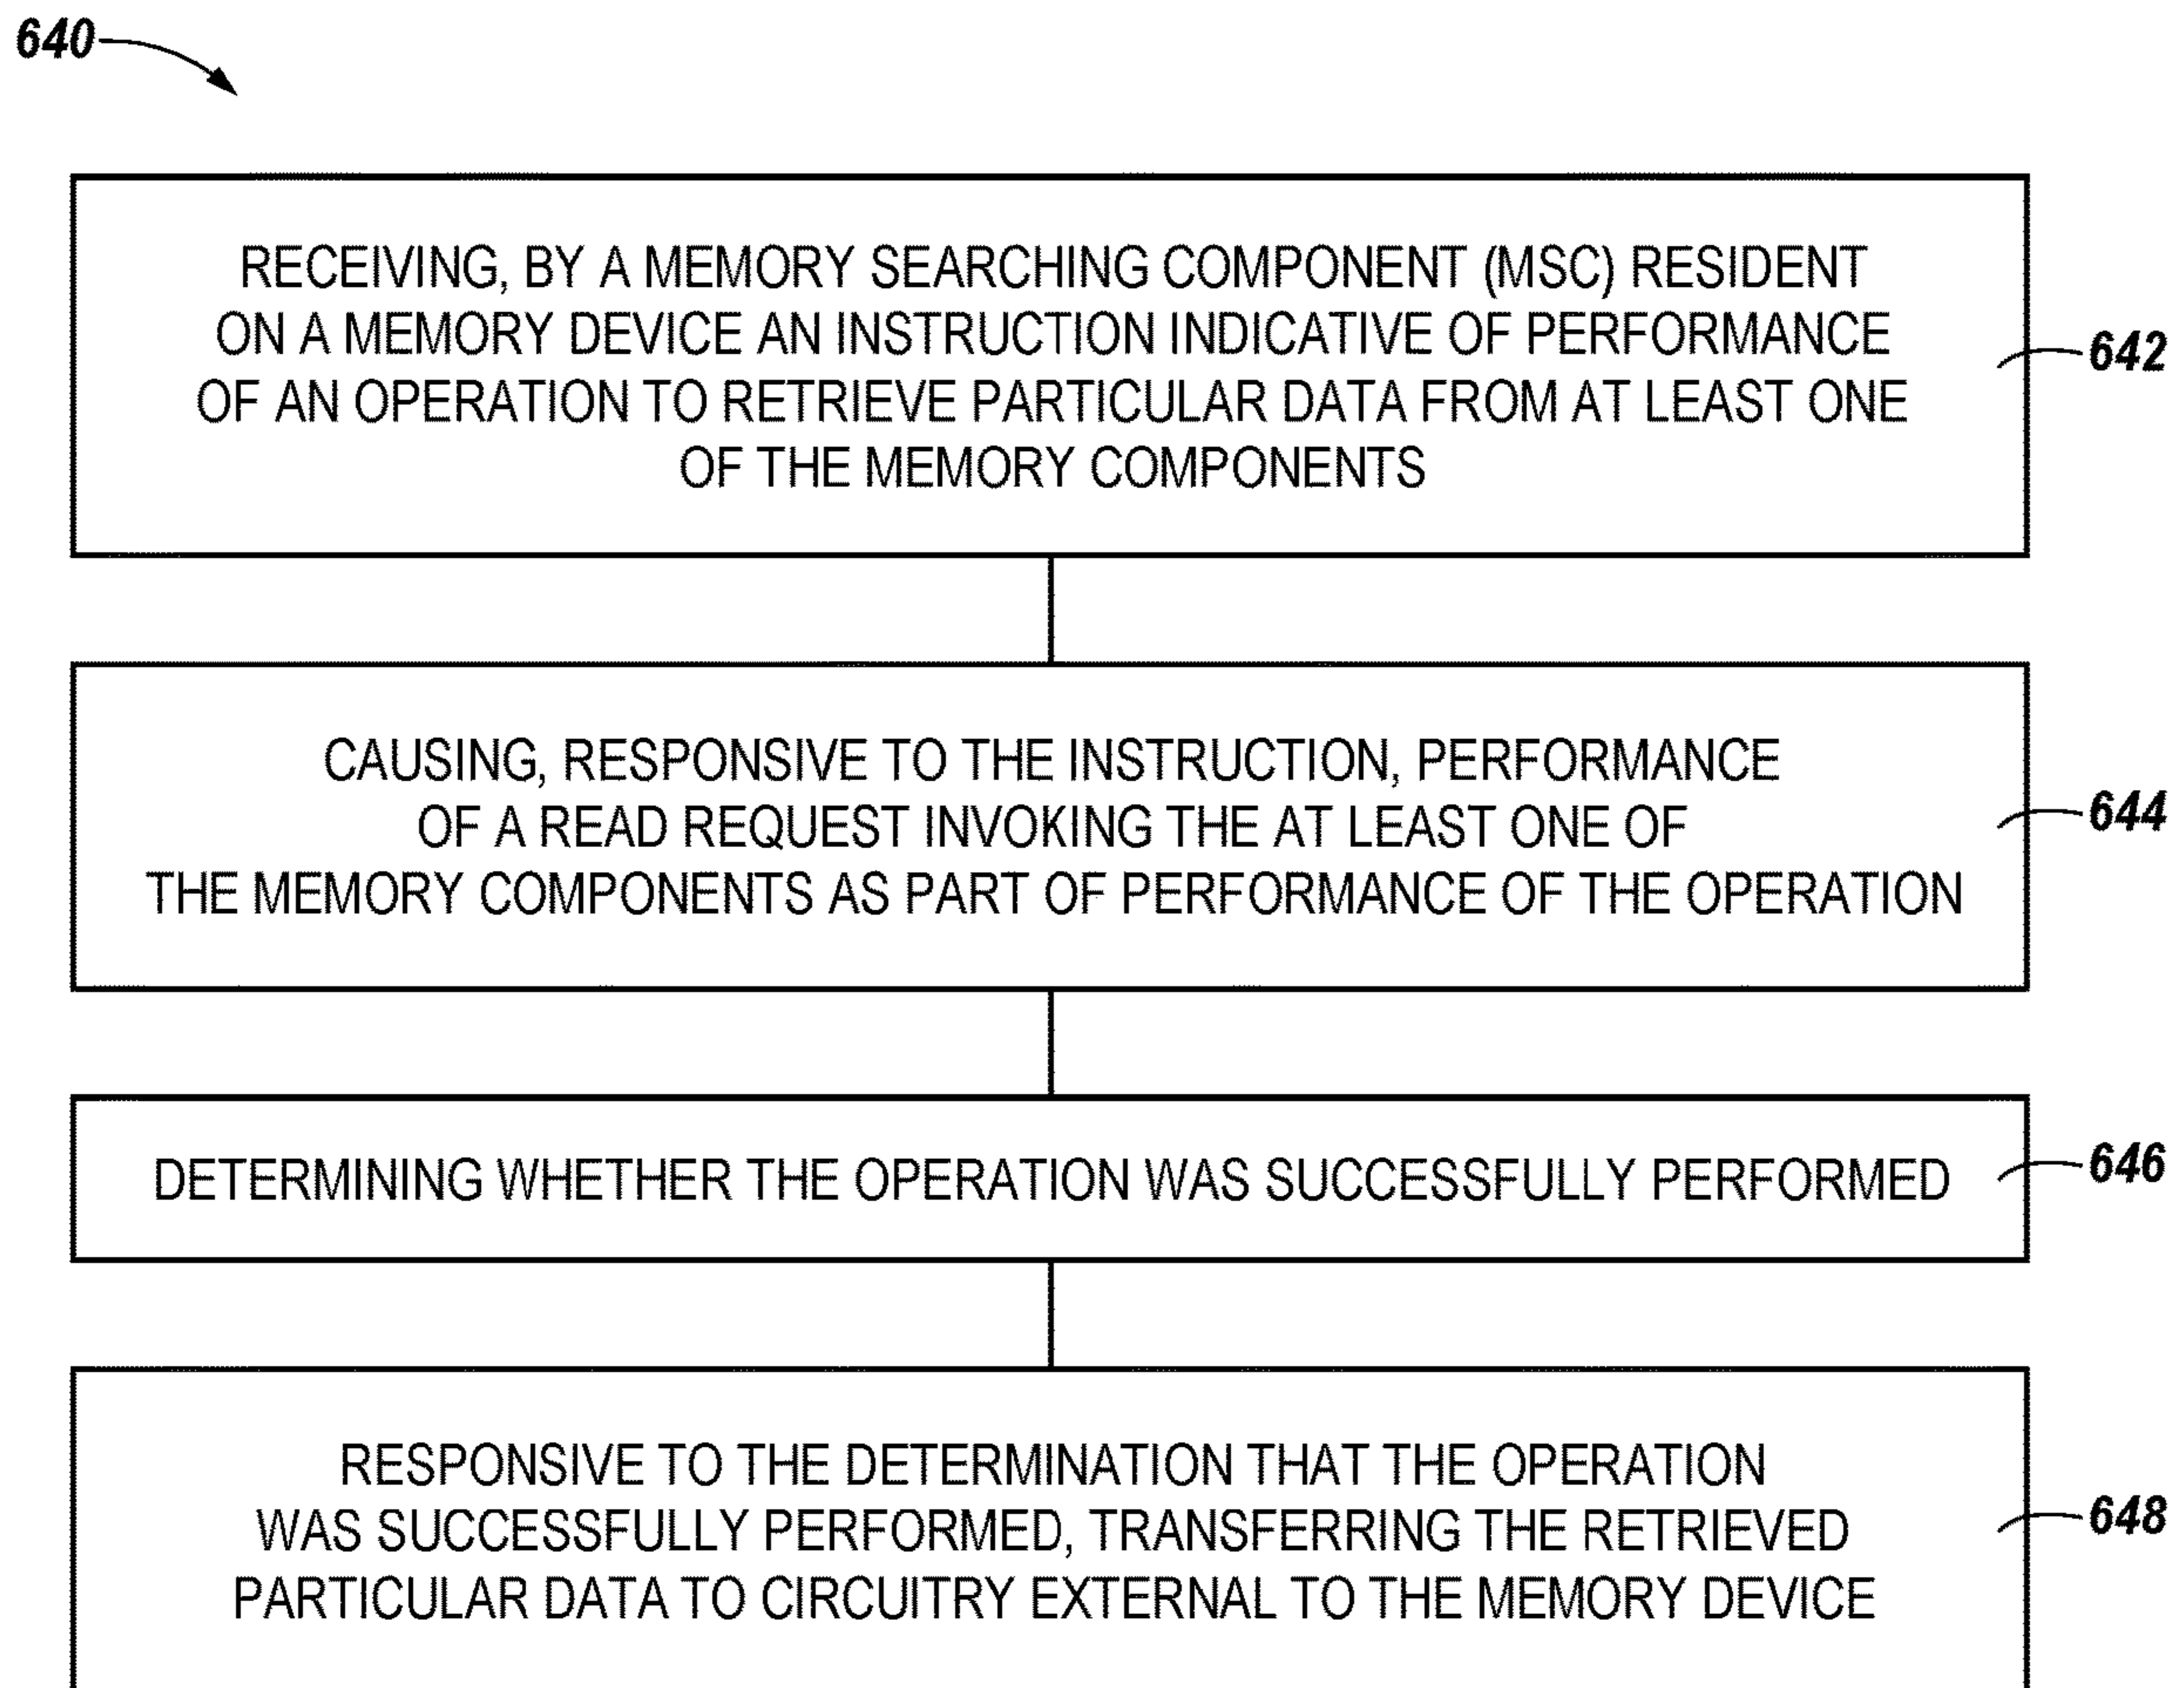 640
RECEIVING, BY A MEMORY SEARCHING COMPONENT (MSC) RESIDENT
ON A MEMORY DEVICE AN INSTRUCTION INDICATIVE OF PERFORMANCE
OF AN OPERATION TO RETRIEVE PARTICULAR DATA FROM AT LEAST ONE
OF THE MEMORY COMPONENTS
642
CAUSING, RESPONSIVE TO THE INSTRUCTION, PERFORMANCE
OF A READ REQUEST INVOKING THE AT LEAST ONE OF
THE MEMORY COMPONENTS AS PART OF PERFORMANCE OF THE OPERATION
644
DETERMINING WHETHER THE OPERATION WAS SUCCESSFULLY PERFORMED
646
RESPONSIVE TO THE DETERMINATION THAT THE OPERATION
WAS SUCCESSFULLY PERFORMED, TRANSFERRING THE RETRIEVED
PARTICULAR DATA TO CIRCUITRY EXTERNAL TO THE MEMORY DEVICE
648